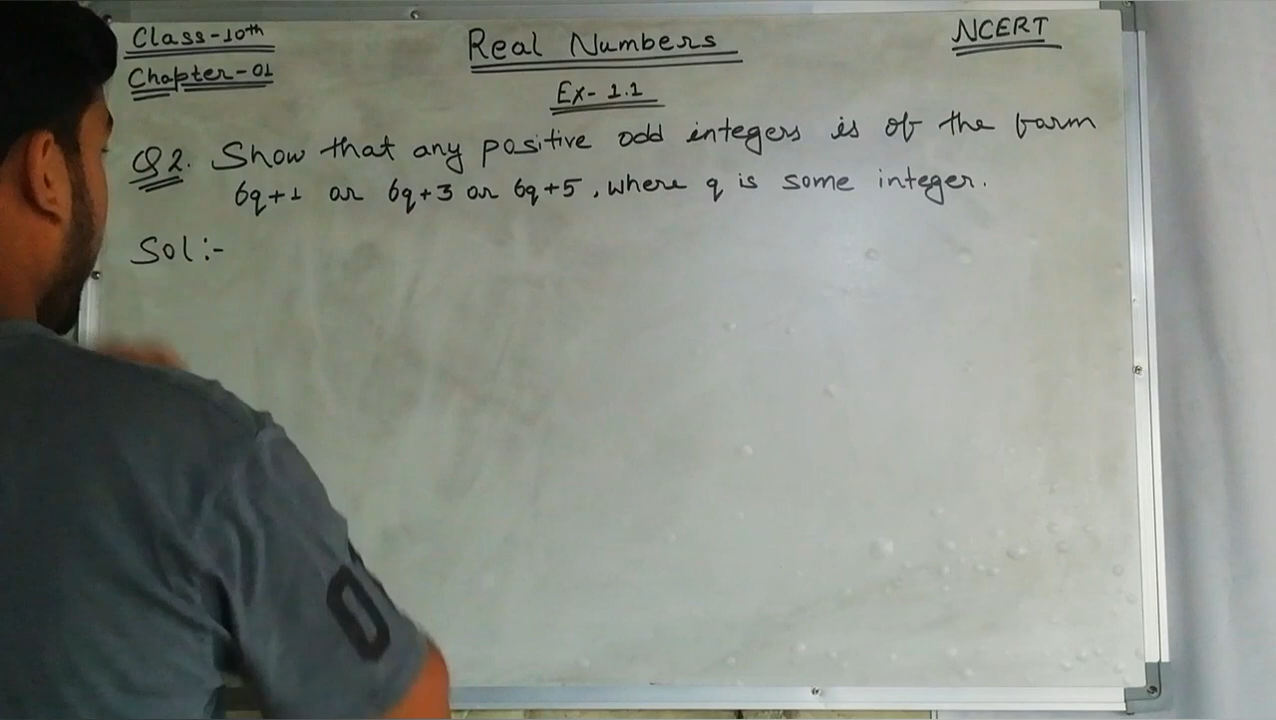 Class-10th
Chapter-01
Real Numbers
NCERT
Ex-1.1
Q2. Show that any positive odd integers is of the form
6q+1 or 6q+3 or 6q+5, where q is some integer.
Sol:-
0